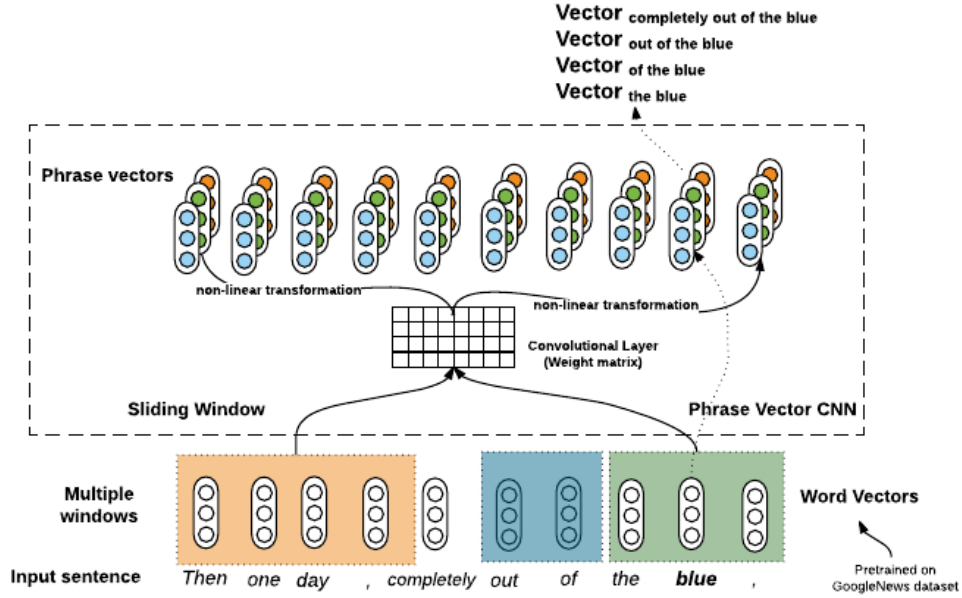 Vector completely out of the blue
Vector out of the blue
Vector of the blue
Vector the blue
Phrase vectors
non-linear transformation
non-linear transformation
Convolutional Layer
(Weight matrix)
Sliding Window
Phrase Vector CNN
Multiple
windows
Word Vectors
Input sentence
Then one day , completely out of the blue ,
Pretrained on
GoogleNews dataset